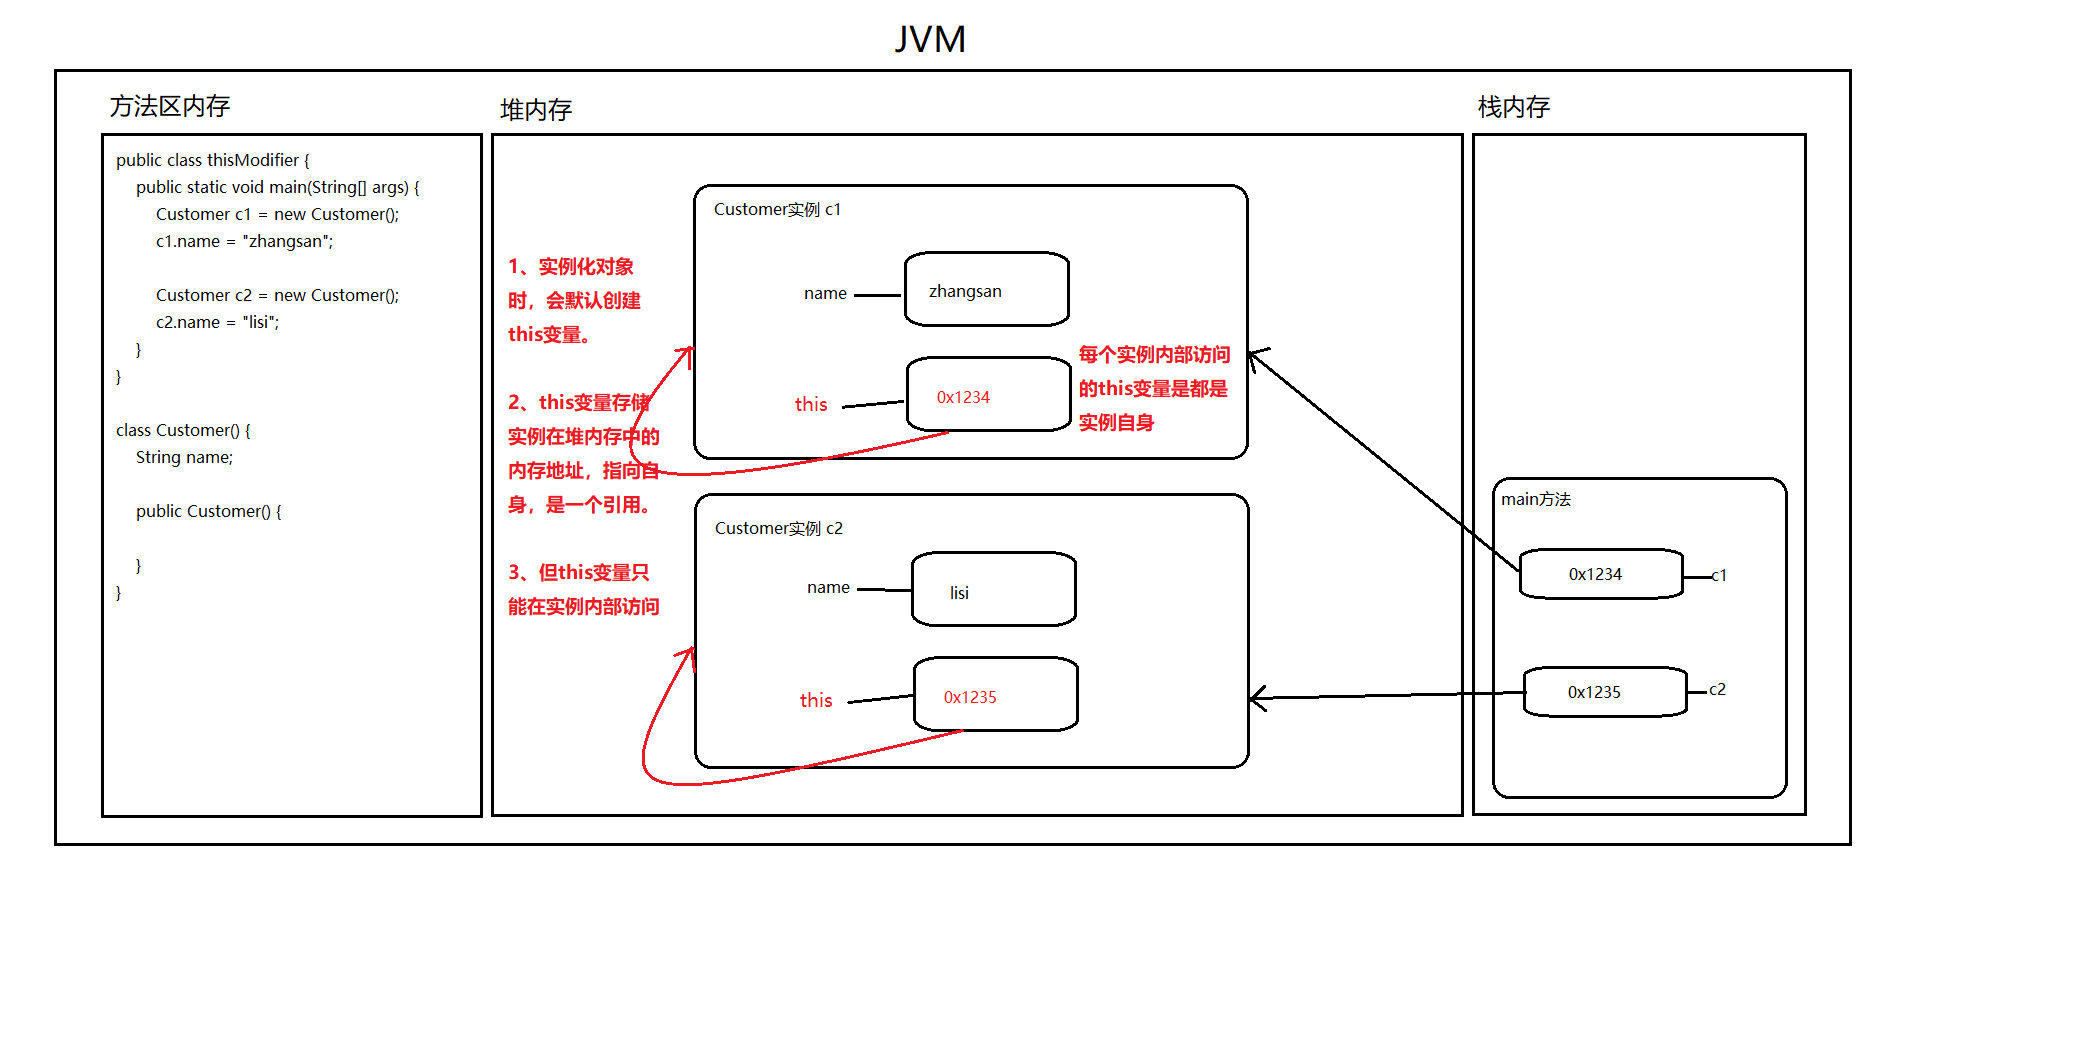 JVM
方法区内存
public class thisModifier {
public static void main(String[] args) {
Customer c1 = new Customer();
c1.name = "zhangsan";
Customer c2 = new Customer();
c2.name = "lisi";
}
}
class Customer() {
String name;
public Customer() {
}
}
堆内存
1、实例化对象
时，会默认创建
this变量。
2、this变量存储
实例在堆内存中的
内存地址，指向自
身，是一个引用。
3、但this变量只
能在实例内部访问
Customer实例 c1
name
zhangsan
this
0x1234
每个实例内部访问
的this变量是都是
实例自身
Customer实例 c2
name
lisi
this
0x1235
栈内存
main方法
0x1234
c1
0x1235
c2